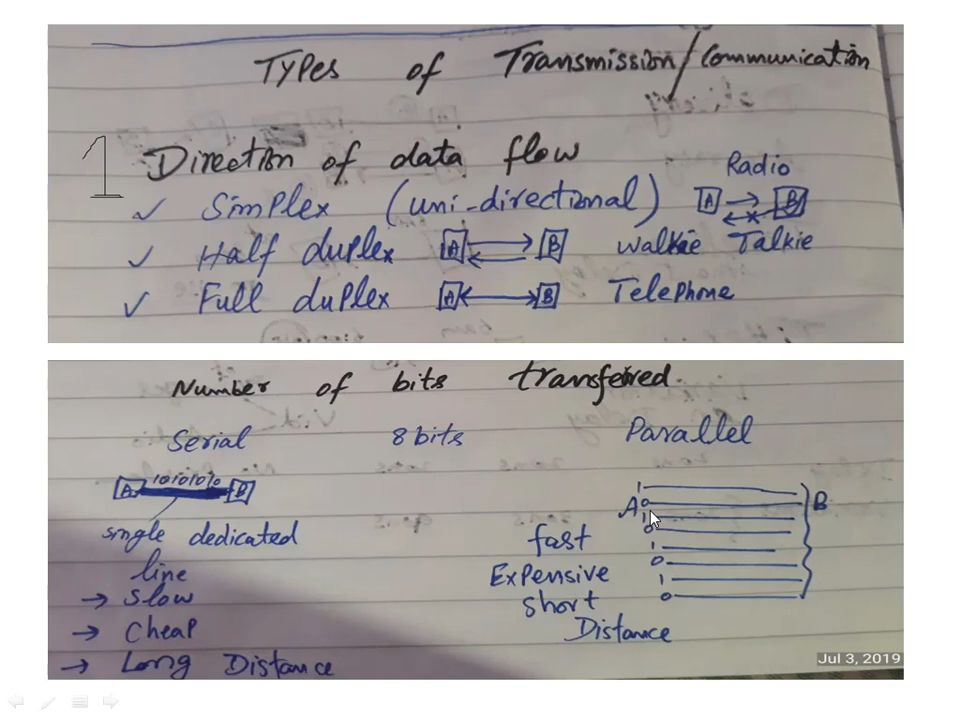 Types of Transmission/Communication
1 Direction of data flow
✓ Simplex (uni-directional) A B Radio
✓ Half duplex A B Walkie Talkie
✓ Full duplex A B Telephone
Number of bits transferred.
Serial 8 bits Parallel
A 1010101 B
single dedicated
line
→ Slow
→ Cheap
→ Long Distance
A 1 0 1 0 1 0 1 0 B
fast
Expensive
Short
Distance
Jul 3, 2019